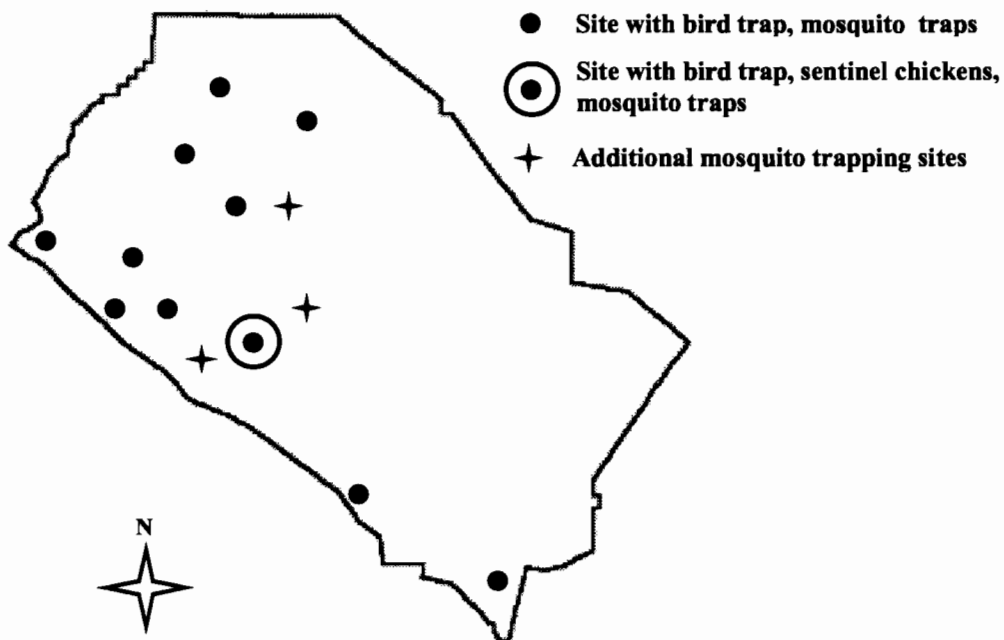 Site with bird trap, mosquito traps
Site with bird trap, sentinel chickens,
mosquito traps
Additional mosquito trapping sites
N